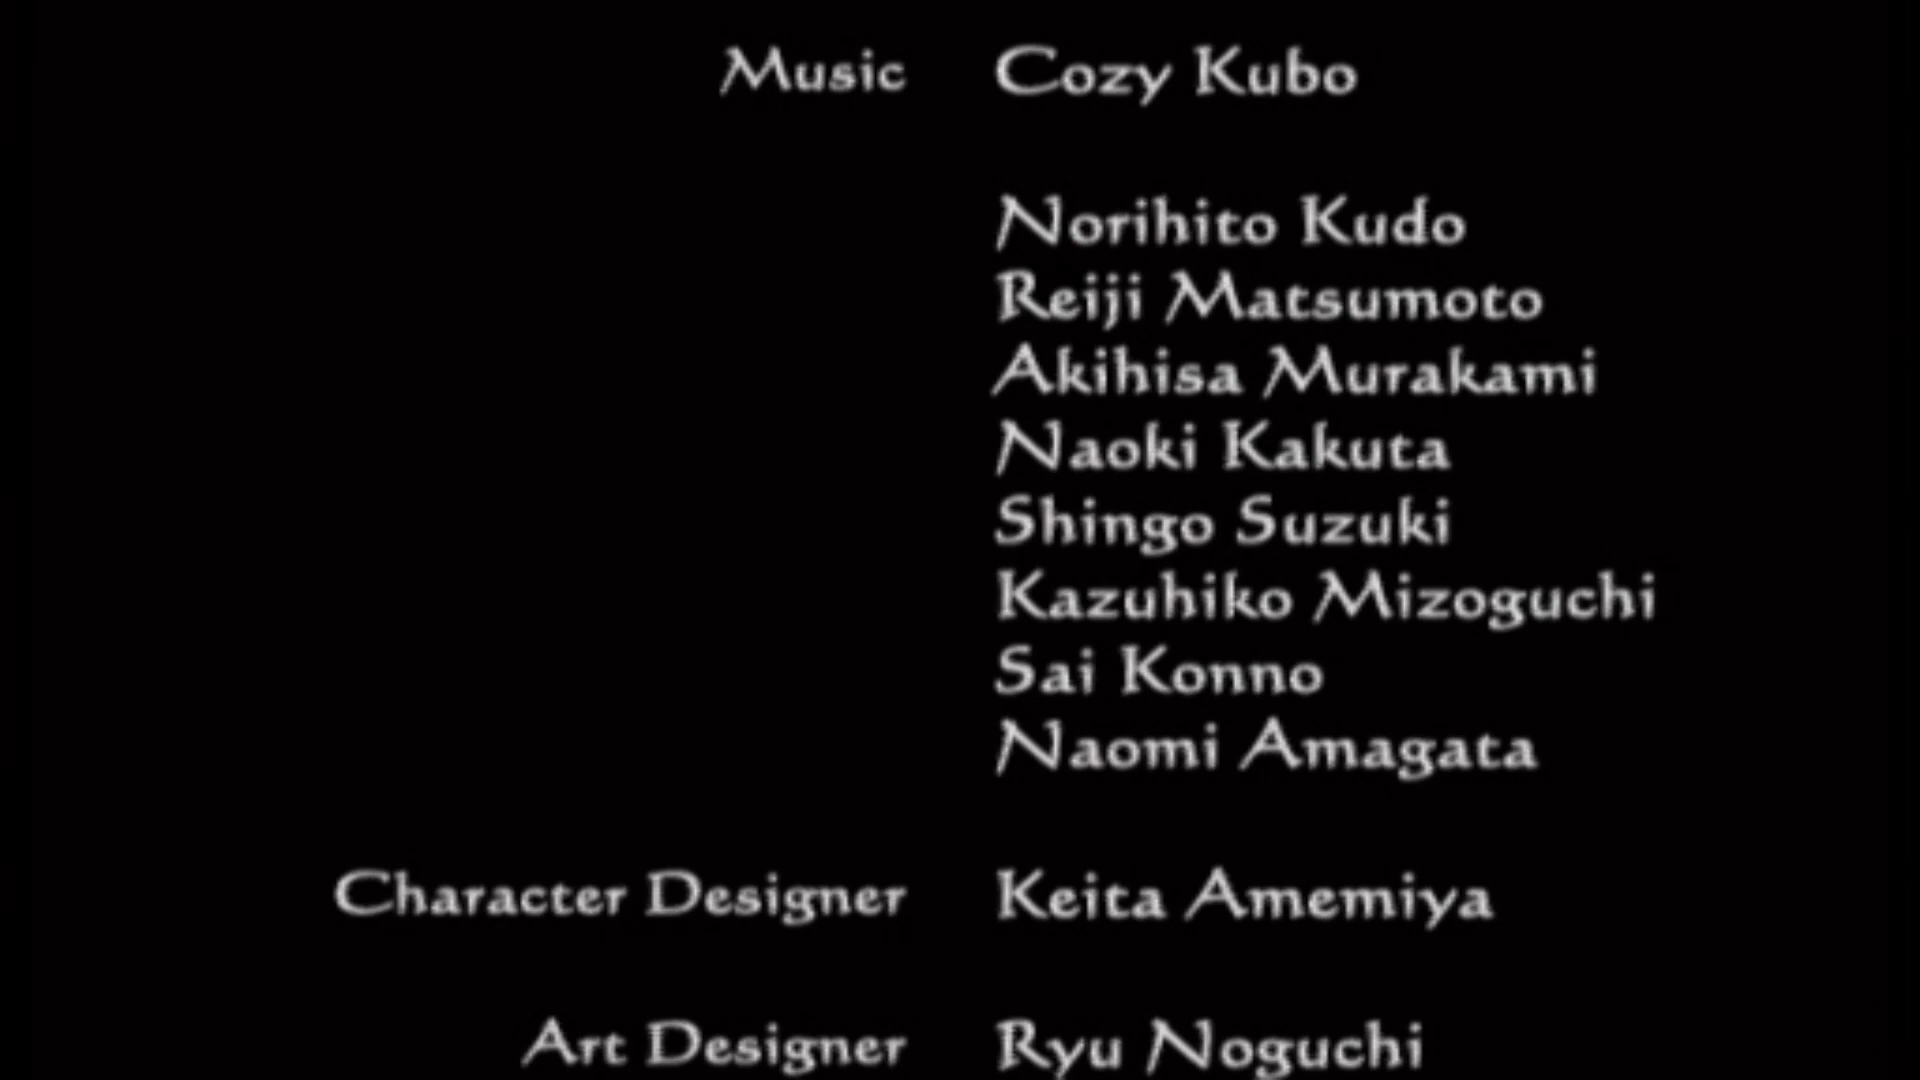 Music Cozy Kubo
Norihito Kudo
Reiji Matsumoto
Akihisa Murakami
Naoki Kakuta
Shingo Suzuki
Kazuhiko Mizoguchi
Sai Konno
Naomi Amagata
Character Designer Keita Amemiya
Art Designer Ryu Noguchi